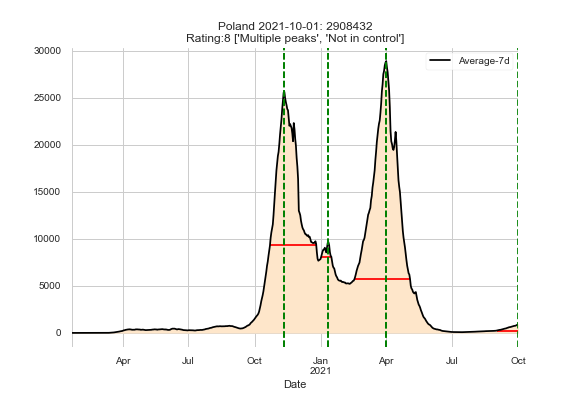 Poland 2021-10-01: 2908432
Rating:8 ['Multiple peaks', 'Not in control']
Average-7d
30000
25000
20000
15000
10000
5000
0
Apr Jul Oct Jan Apr Jul Oct
2021
Date